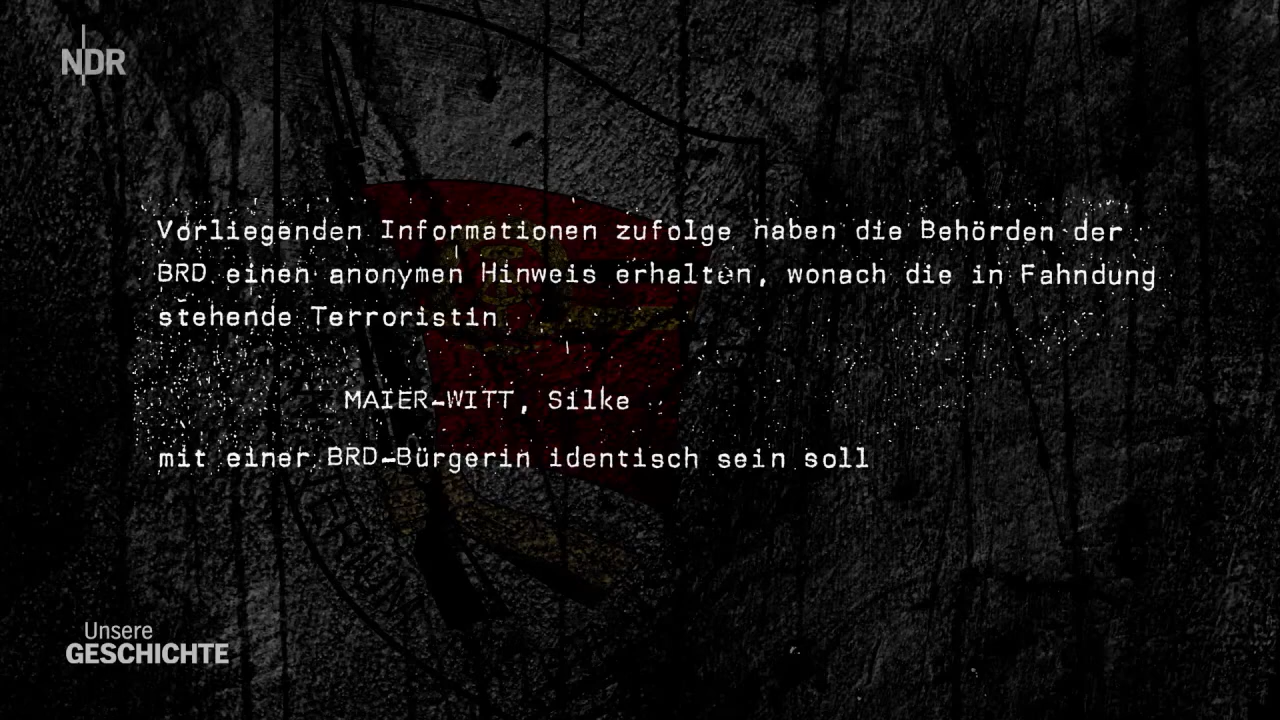 NDR
Vorliegenden Informationen zufolge haben die Behörden der
BRD einen anonymen Hinweis erhalten, wonach die in Fahndung
stehende Terroristin
MAIER-WITT, Silke
mit einer BRD-Bürgerin identisch sein soll
Unsere
GESCHICHTE